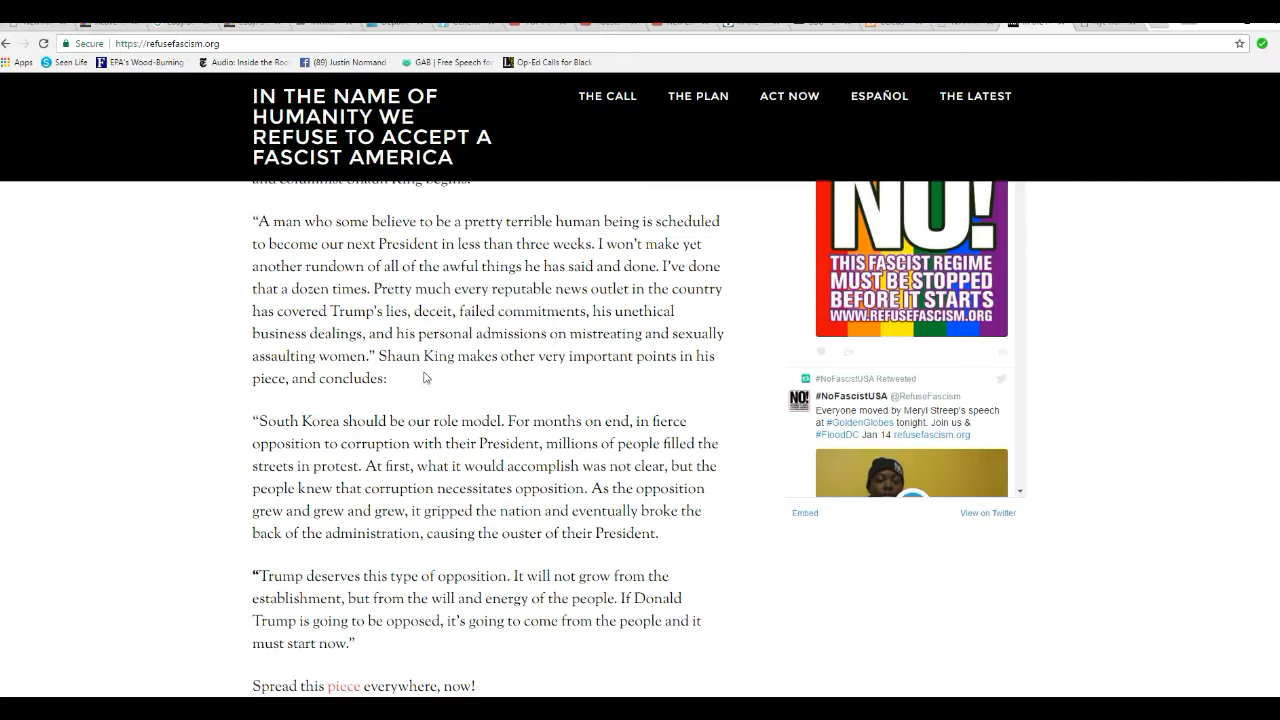 Secure
https://refusefascism.org
Apps
Seen Life
EPA's Wood-Burning
Audio: Inside the Roo
(89) Justin Normand
GAB | Free Speech for
Op-Ed Calls for Black
IN THE NAME OF
HUMANITY WE
REFUSE TO ACCEPT A
FASCIST AMERICA
THE CALL
THE PLAN
ACT NOW
ESPAÑOL
THE LATEST
and columnist Shaun King begins:
“A man who some believe to be a pretty terrible human being is scheduled
to become our next President in less than three weeks. I won’t make yet
another rundown of all of the awful things he has said and done. I’ve done
that a dozen times. Pretty much every reputable news outlet in the country
has covered Trump’s lies, deceit, failed commitments, his unethical
business dealings, and his personal admissions on mistreating and sexually
assaulting women.” Shaun King makes other very important points in his
piece, and concludes:
“South Korea should be our role model. For months on end, in fierce
opposition to corruption with their President, millions of people filled the
streets in protest. At first, what it would accomplish was not clear, but the
people knew that corruption necessitates opposition. As the opposition
grew and grew and grew, it gripped the nation and eventually broke the
back of the administration, causing the ouster of their President.
“Trump deserves this type of opposition. It will not grow from the
establishment, but from the will and energy of the people. If Donald
Trump is going to be opposed, it’s going to come from the people and it
must start now.”
Spread this piece everywhere, now!
NO!
THIS FASCIST REGIME
MUST BE STOPPED
BEFORE IT STARTS
WWW.REFUSEFASCISM.ORG
#NoFascistUSA Retweeted
NO!
#NoFascistUSA @RefuseFascism
Everyone moved by Meryl Streep's speech
at #GoldenGlobes tonight. Join us &
#FloodDC Jan 14 refusefascism.org
Embed
View on Twitter